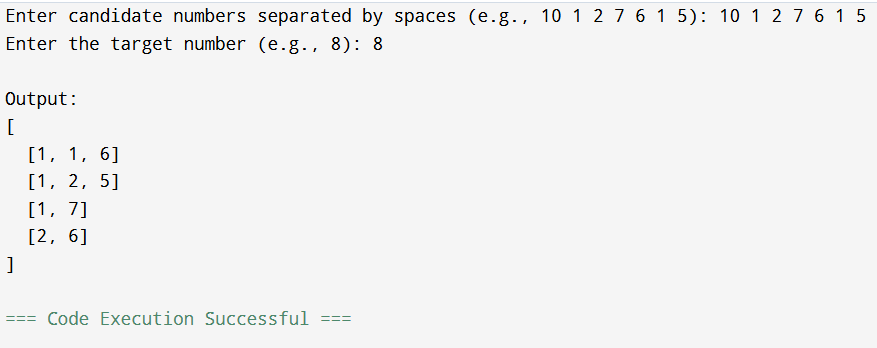 Enter candidate numbers separated by spaces (e.g., 10 1 2 7 6 1 5): 10 1 2 7 6 1 5
Enter the target number (e.g., 8): 8
Output:
[
[1, 1, 6]
[1, 2, 5]
[1, 7]
[2, 6]
]
=== Code Execution Successful ===